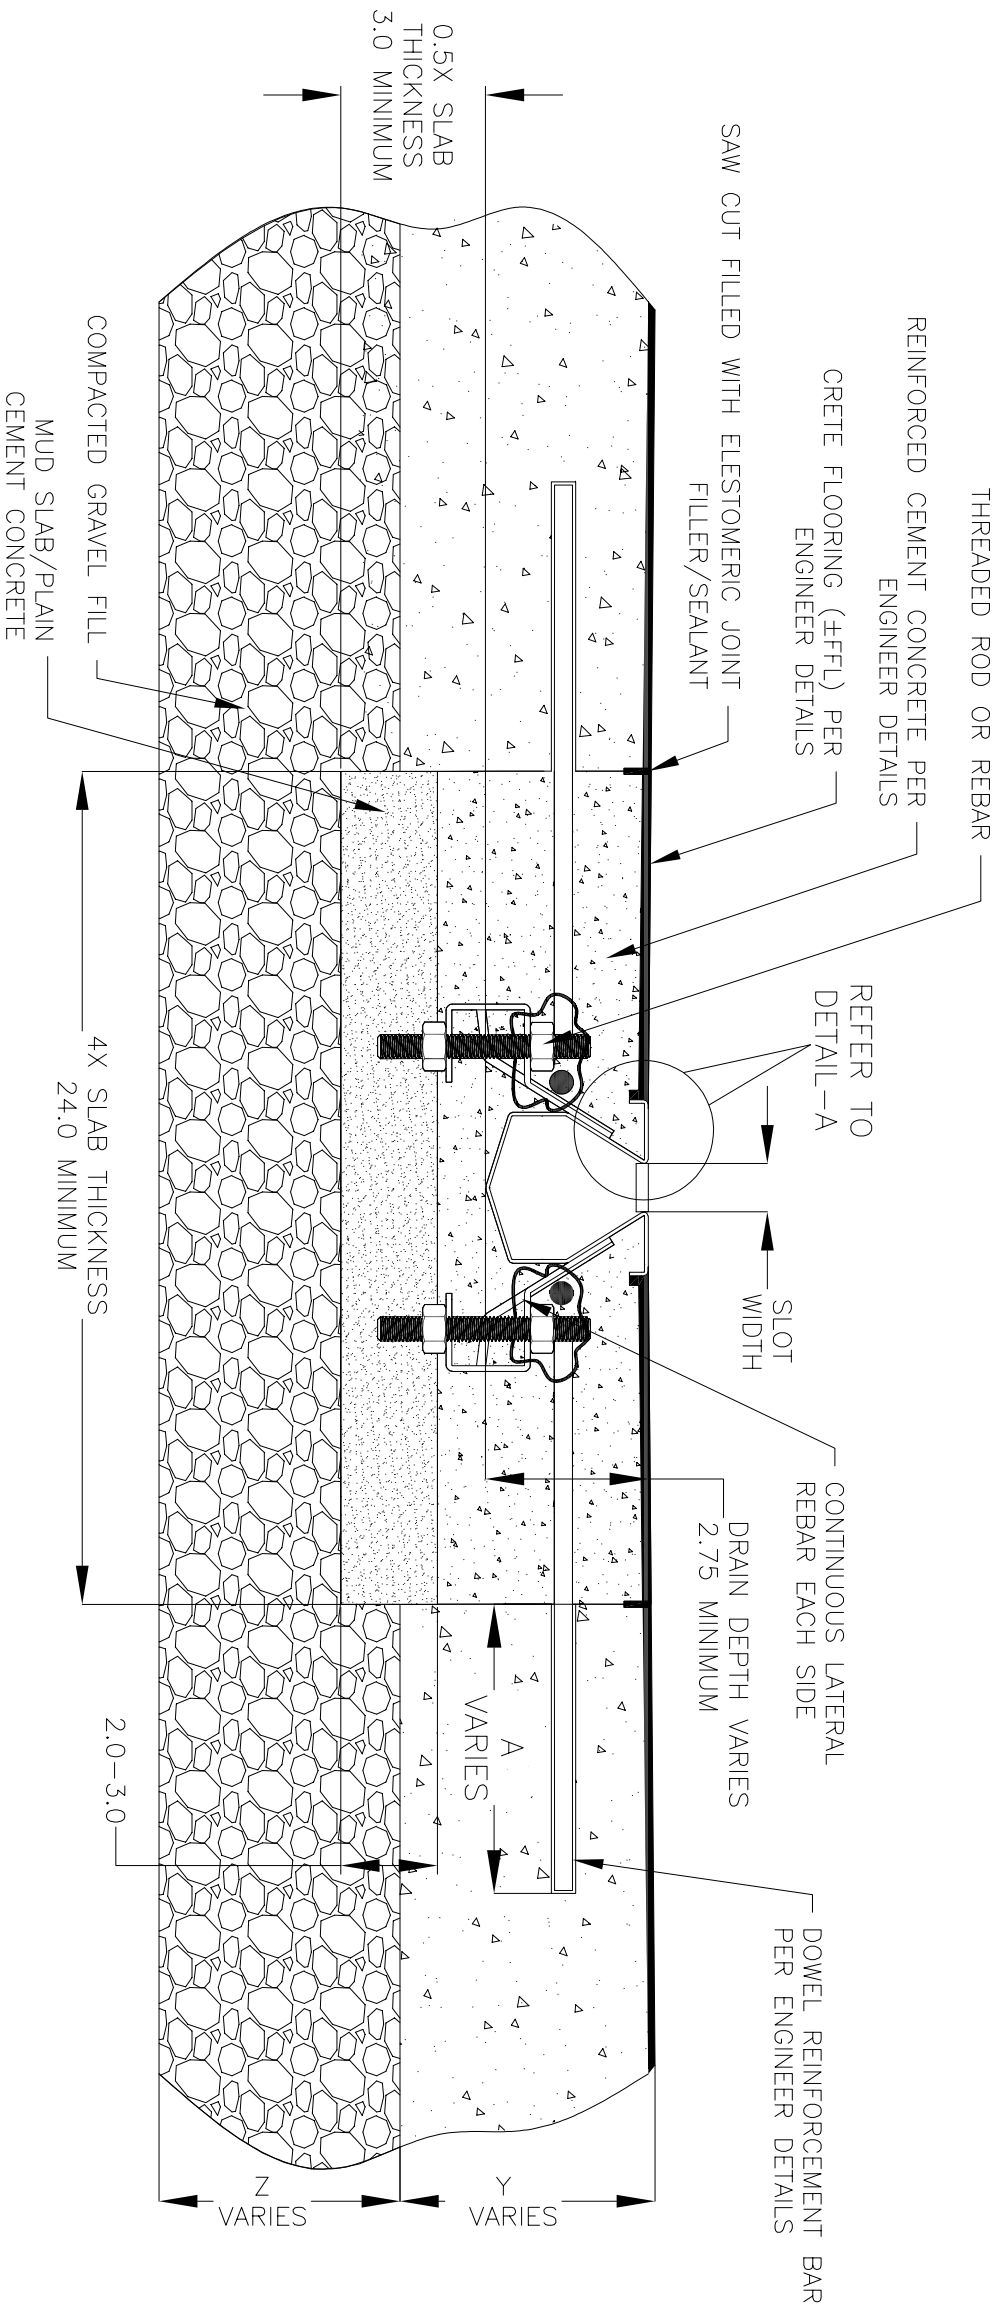 THREADED ROD OR REBAR
REINFORCED CEMENT CONCRETE PER
ENGINEER DETAILS
CRETE FLOORING (±FFL) PER
ENGINEER DETAILS
SAW CUT FILLED WITH ELESTOMERIC JOINT
FILLER/SEALANT
0.5X SLAB
THICKNESS
3.0 MINIMUM
REFER TO
DETAIL-A
SLOT
WIDTH
CONTINUOUS LATERAL
REBAR EACH SIDE
DRAIN DEPTH VARIES
2.75 MINIMUM
DOWEL REINFORCEMENT BAR
PER ENGINEER DETAILS
A
VARIES
Y
VARIES
Z
VARIES
COMPACTED GRAVEL FILL
MUD SLAB/PLAIN
CEMENT CONCRETE
4X SLAB THICKNESS
24.0 MINIMUM
2.0-3.0